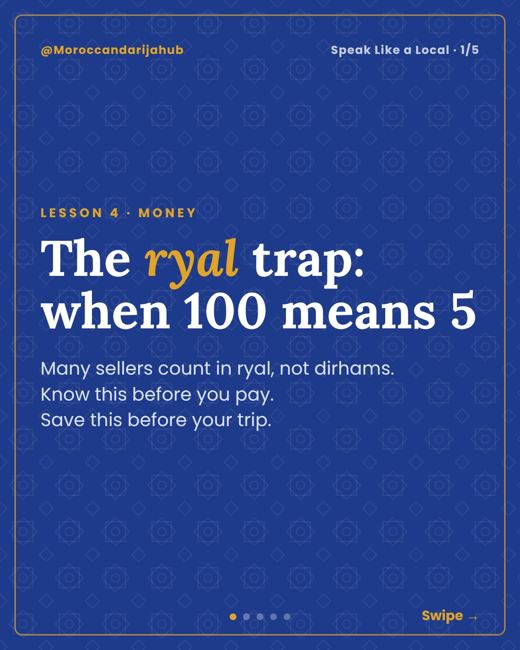 @Moroccandarijahub
Speak Like a Local · 1/5
LESSON 4 · MONEY
The ryal trap:
when 100 means 5
Many sellers count in ryal, not dirhams.
Know this before you pay.
Save this before your trip.
Swipe →